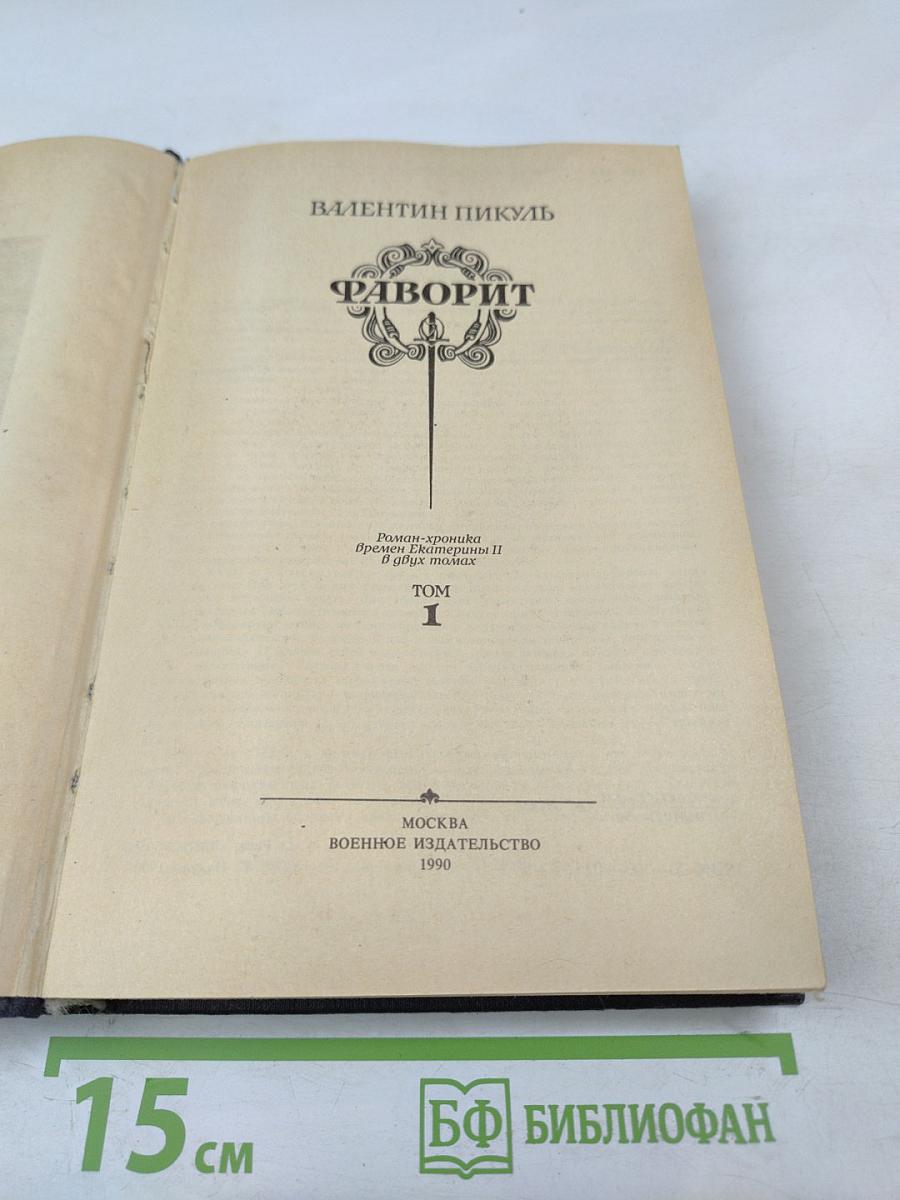 ВАЛЕНТИН ПИКУЛЬ
ФАВОРИТ
Роман-хроника
времен Екатерины II
в двух томах
ТОМ
1
МОСКВА
ВОЕННОЕ ИЗДАТЕЛЬСТВО
1990
15 см
БФ БИБЛИОФАН